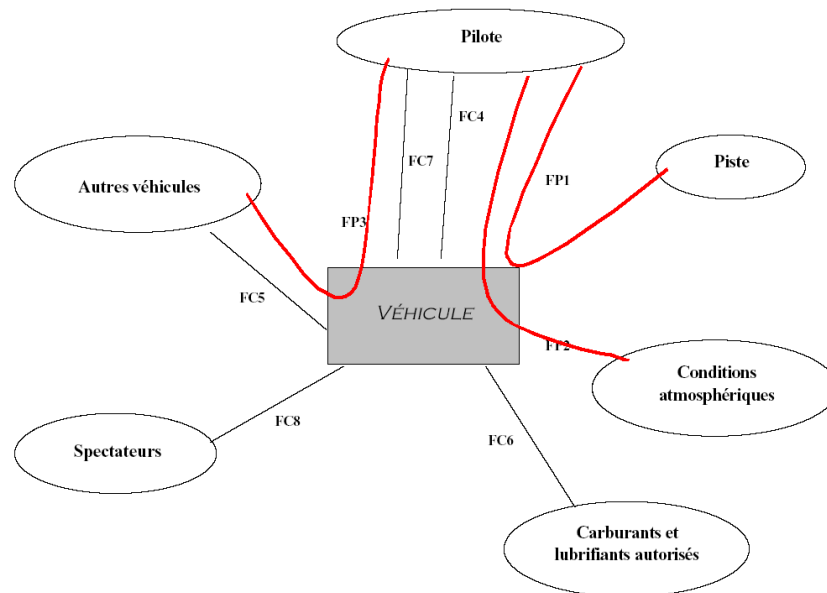 Pilote
FC4
FC7
FP1
Piste
Autres véhicules
FP3
FC5
VÉHICULE
FP2
Conditions
atmosphériques
FC8
Spectateurs
FC6
Carburants et
lubrifiants autorisés